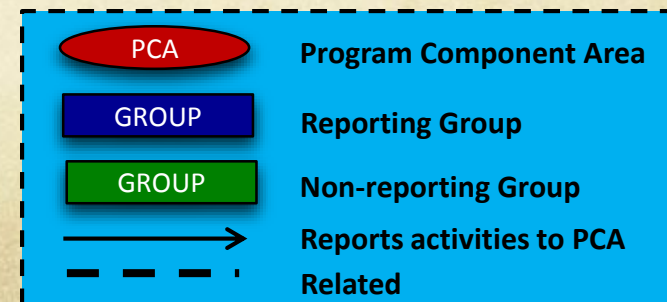 PCA Program Component Area
GROUP Reporting Group
GROUP Non-reporting Group
Reports activities to PCA
Related